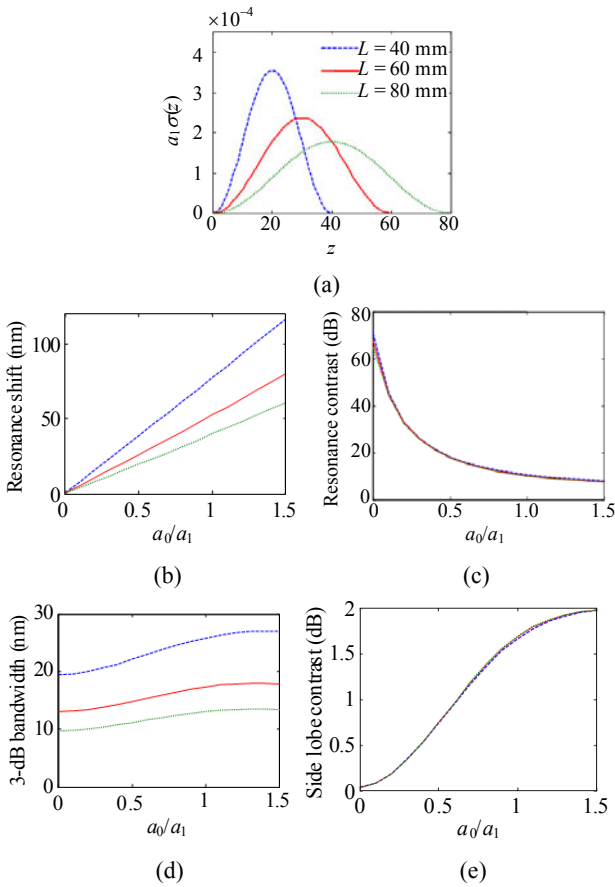 ×10⁻⁴
a₁σ(z)
4
3
2
1
0
L = 40 mm
L = 60 mm
L = 80 mm
0 20 40 60 80
z
(a)
Resonance shift (nm)
100
50
0
0 0.5 1 1.5
a₀/a₁
(b)
Resonance contrast (dB)
80
60
40
20
0
0 0.5 1 1.5
a₀/a₁
(c)
3-dB bandwidth (nm)
30
20
10
0
0 0.5 1 1.5
a₀/a₁
(d)
Side lobe contrast (dB)
2
1.5
1
0.5
0
0 0.5 1 1.5
a₀/a₁
(e)